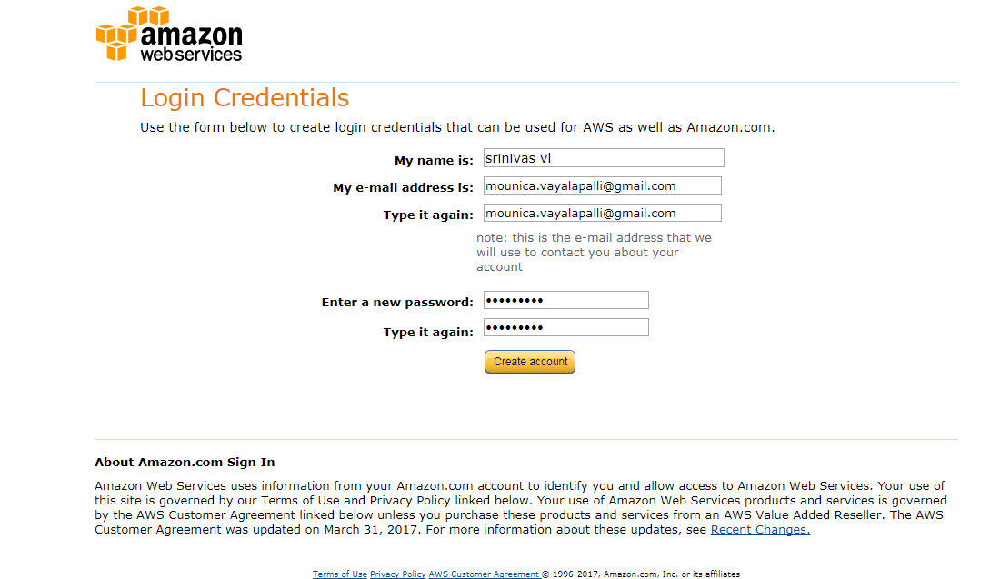 amazon
web services
Login Credentials
Use the form below to create login credentials that can be used for AWS as well as Amazon.com.
My name is: srinivas vl
My e-mail address is: mounica.vayalapalli@gmail.com
Type it again: mounica.vayalapalli@gmail.com
note: this is the e-mail address that we
will use to contact you about your
account
Enter a new password: •••••••••
Type it again: •••••••••
Create account
About Amazon.com Sign In
Amazon Web Services uses information from your Amazon.com account to identify you and allow access to Amazon Web Services. Your use of
this site is governed by our Terms of Use and Privacy Policy linked below. Your use of Amazon Web Services products and services is governed
by the AWS Customer Agreement linked below unless you purchase these products and services from an AWS Value Added Reseller. The AWS
Customer Agreement was updated on March 31, 2017. For more information about these updates, see Recent Changes.
Terms of Use Privacy Policy AWS Customer Agreement © 1996-2017, Amazon.com, Inc. or its affiliates